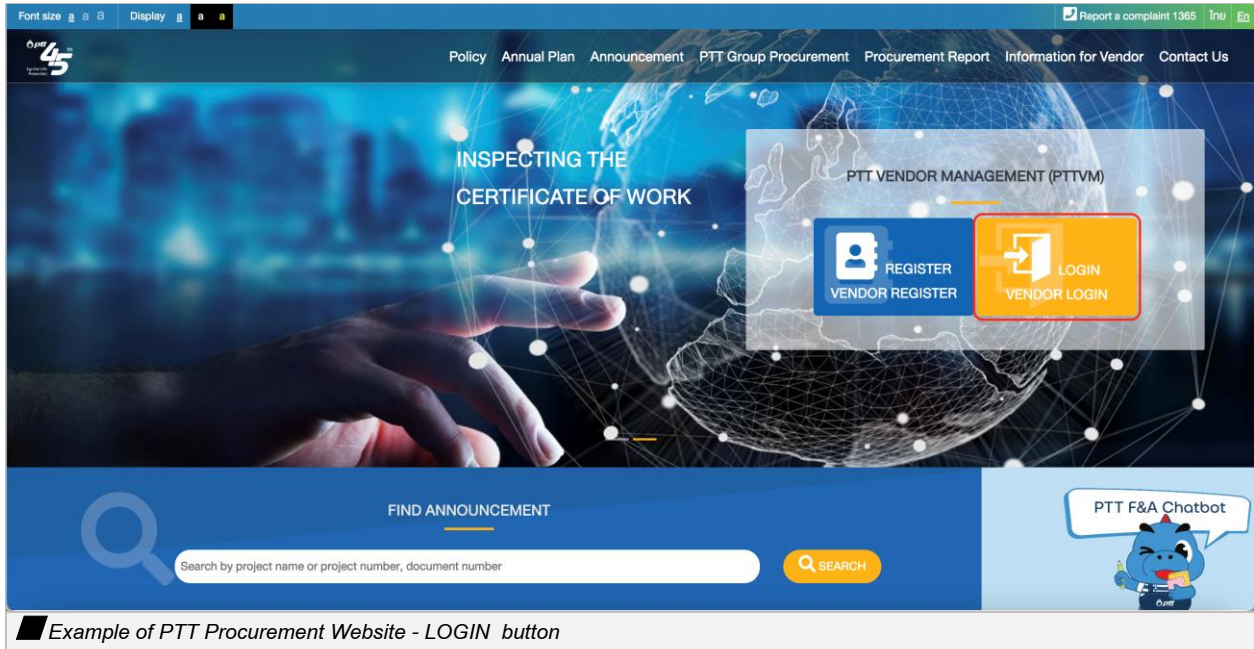 Font size a a a Display a a a Report a complaint 1365 ไทย En
ptt 45
Policy Annual Plan Announcement PTT Group Procurement Procurement Report Information for Vendor Contact Us
INSPECTING THE
CERTIFICATE OF WORK
PTT VENDOR MANAGEMENT (PTTVM)
REGISTER
VENDOR REGISTER
LOGIN
VENDOR LOGIN
FIND ANNOUNCEMENT
Search by project name or project number, document number
SEARCH
PTT F&A Chatbot
ptt
Example of PTT Procurement Website - LOGIN button